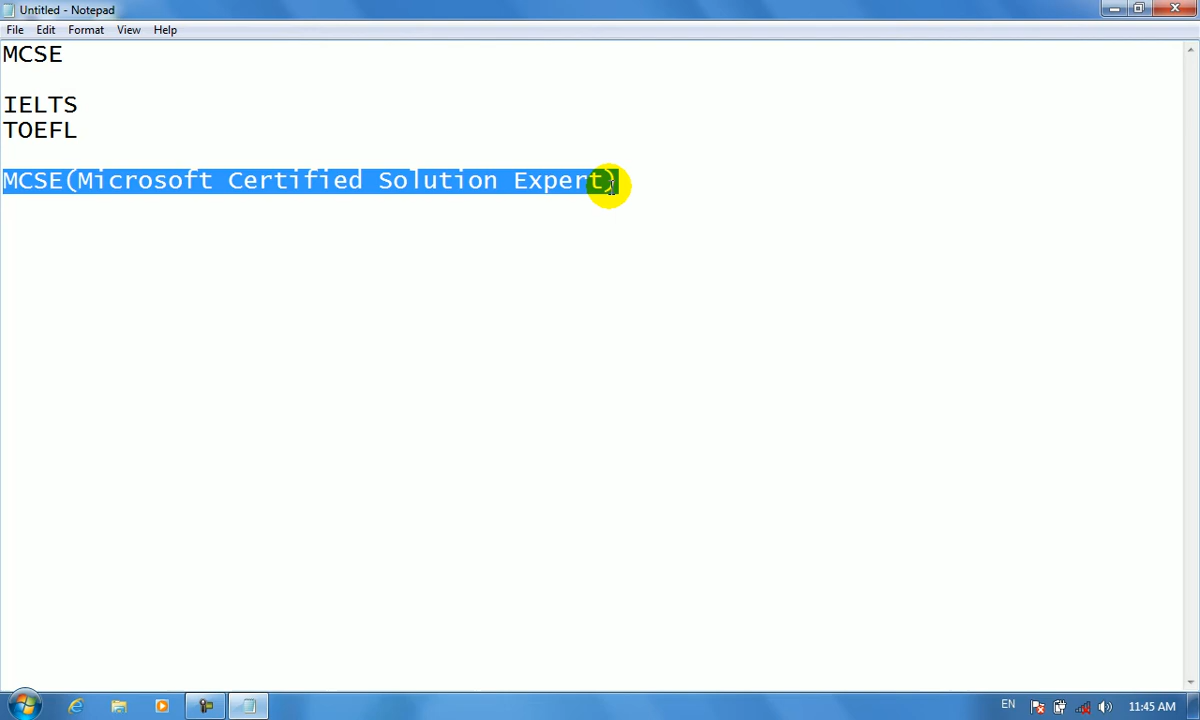 Untitled - Notepad
File Edit Format View Help
MCSE
IELTS
TOEFL
MCSE(Microsoft Certified Solution Expert)
EN 11:45 AM